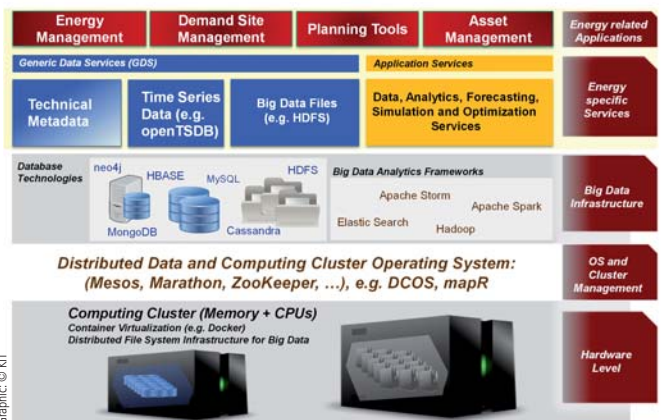 Energy
Management
Demand Site
Management
Planning Tools
Asset
Management
Energy related
Applications
Generic Data Services (GDS)
Application Services
Technical
Metadata
Time Series
Data (e.g.
openTSDB)
Big Data Files
(e.g. HDFS)
Data, Analytics, Forecasting,
Simulation and Optimization
Services
Energy
specific
Services
Database
Technologies
neo4j
HBASE
MySQL
HDFS
MongoDB
Cassandra
Big Data Analytics Frameworks
Apache Storm
Apache Spark
Elastic Search
Hadoop
Big Data
Infrastructure
Distributed Data and Computing Cluster Operating System:
(Mesos, Marathon, ZooKeeper, …), e.g. DCOS, mapR
OS and
Cluster
Management
Computing Cluster (Memory + CPUs)
Container Virtualization (e.g. Docker)
Distributed File System Infrastructure for Big Data
Hardware
Level
© KIT